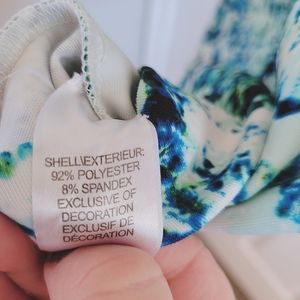 SHELL\EXTERIEUR:
92% POLYESTER
8% SPANDEX
EXCLUSIVE OF
DECORATION
EXCLUSIF DE
DÉCORATION